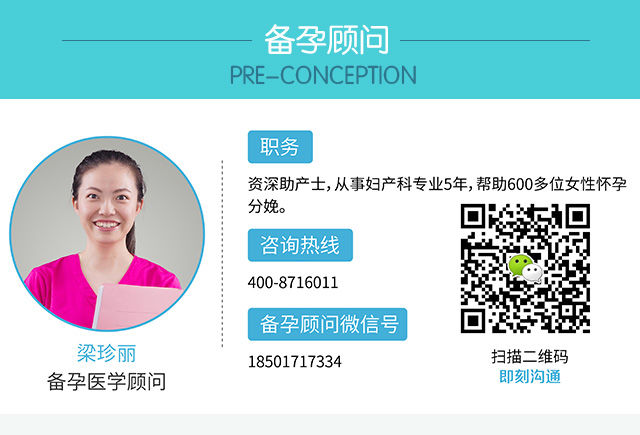 备孕顾问
PRE-CONCEPTION
职务
资深助产士，从事妇产科专业5年，帮助600多位女性怀孕
分娩。
咨询热线
400-8716011
备孕顾问微信号
18501717334
梁珍丽
备孕医学顾问
扫描二维码
即刻沟通